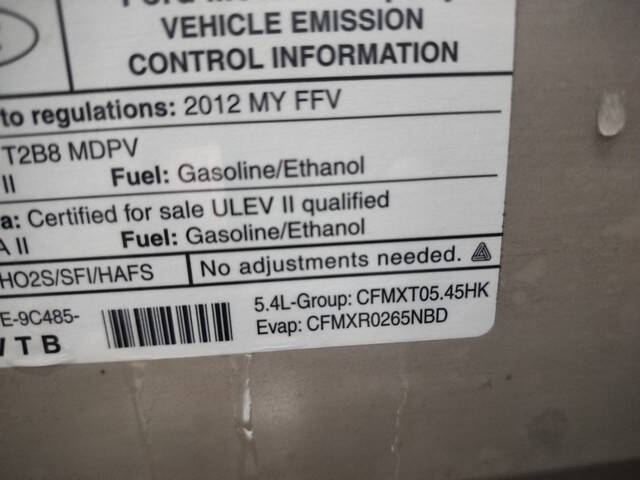 VEHICLE EMISSION
CONTROL INFORMATION
to regulations: 2012 MY FFV
T2B8 MDPV
II Fuel: Gasoline/Ethanol
a: Certified for sale ULEV II qualified
A II Fuel: Gasoline/Ethanol
HO2S/SFI/HAFS No adjustments needed.
E-9C485-
TB
5.4L-Group: CFMXT05.45HK
Evap: CFMXR0265NBD